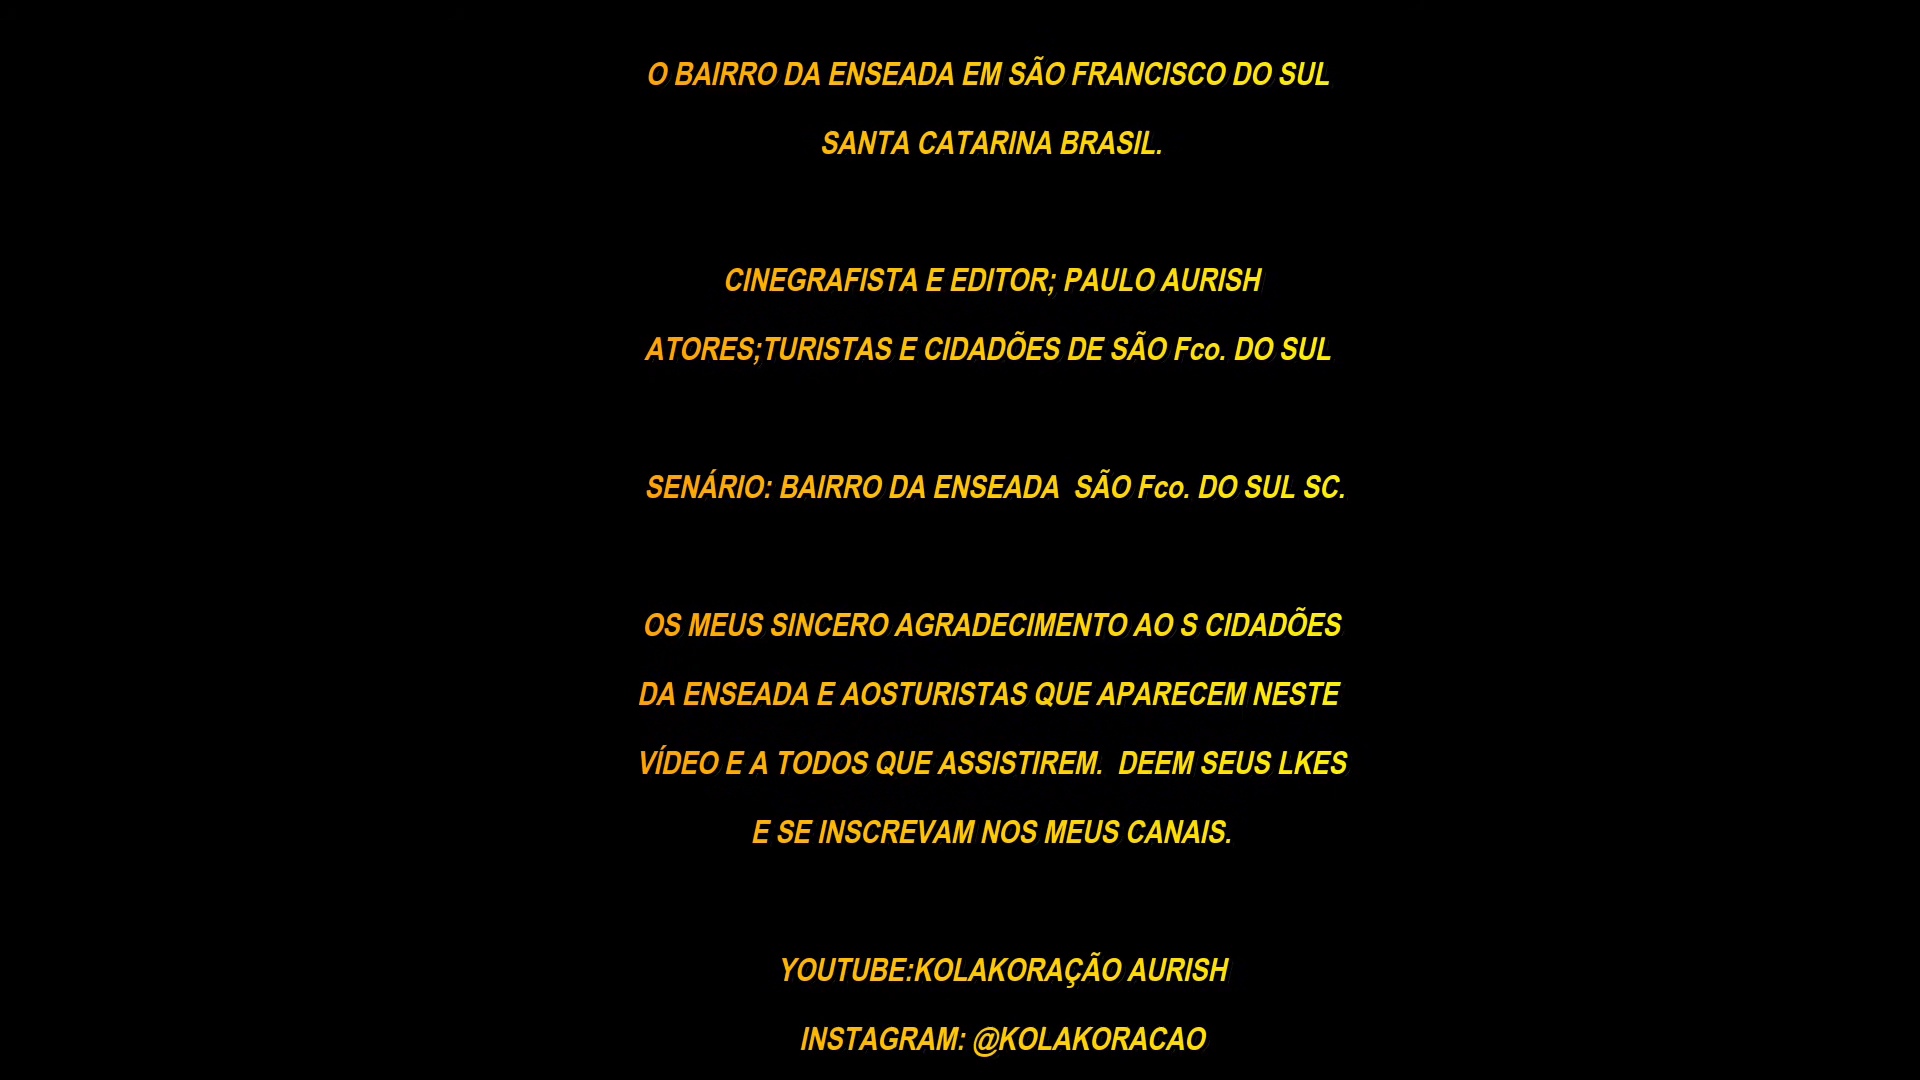 O BAIRRO DA ENSEADA EM SÃO FRANCISCO DO SUL
SANTA CATARINA BRASIL.
CINEGRAFISTA E EDITOR; PAULO AURISH
ATORES;TURISTAS E CIDADÕES DE SÃO Fco. DO SUL
SENÁRIO: BAIRRO DA ENSEADA  SÃO Fco. DO SUL SC.
OS MEUS SINCERO AGRADECIMENTO AO S CIDADÕES
DA ENSEADA E AOSTURISTAS QUE APARECEM NESTE
VÍDEO E A TODOS QUE ASSISTIREM.  DEEM SEUS LKES
E SE INSCREVAM NOS MEUS CANAIS.
YOUTUBE:KOLAKORAÇÃO AURISH
INSTAGRAM: @KOLAKORACAO